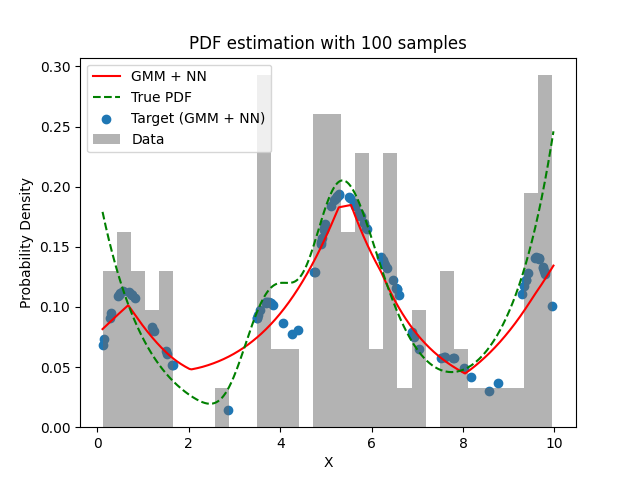 PDF estimation with 100 samples
GMM + NN
True PDF
Target (GMM + NN)
Data
Probability Density
0.30
0.25
0.20
0.15
0.10
0.05
0.00
0
2
4
6
8
10
X